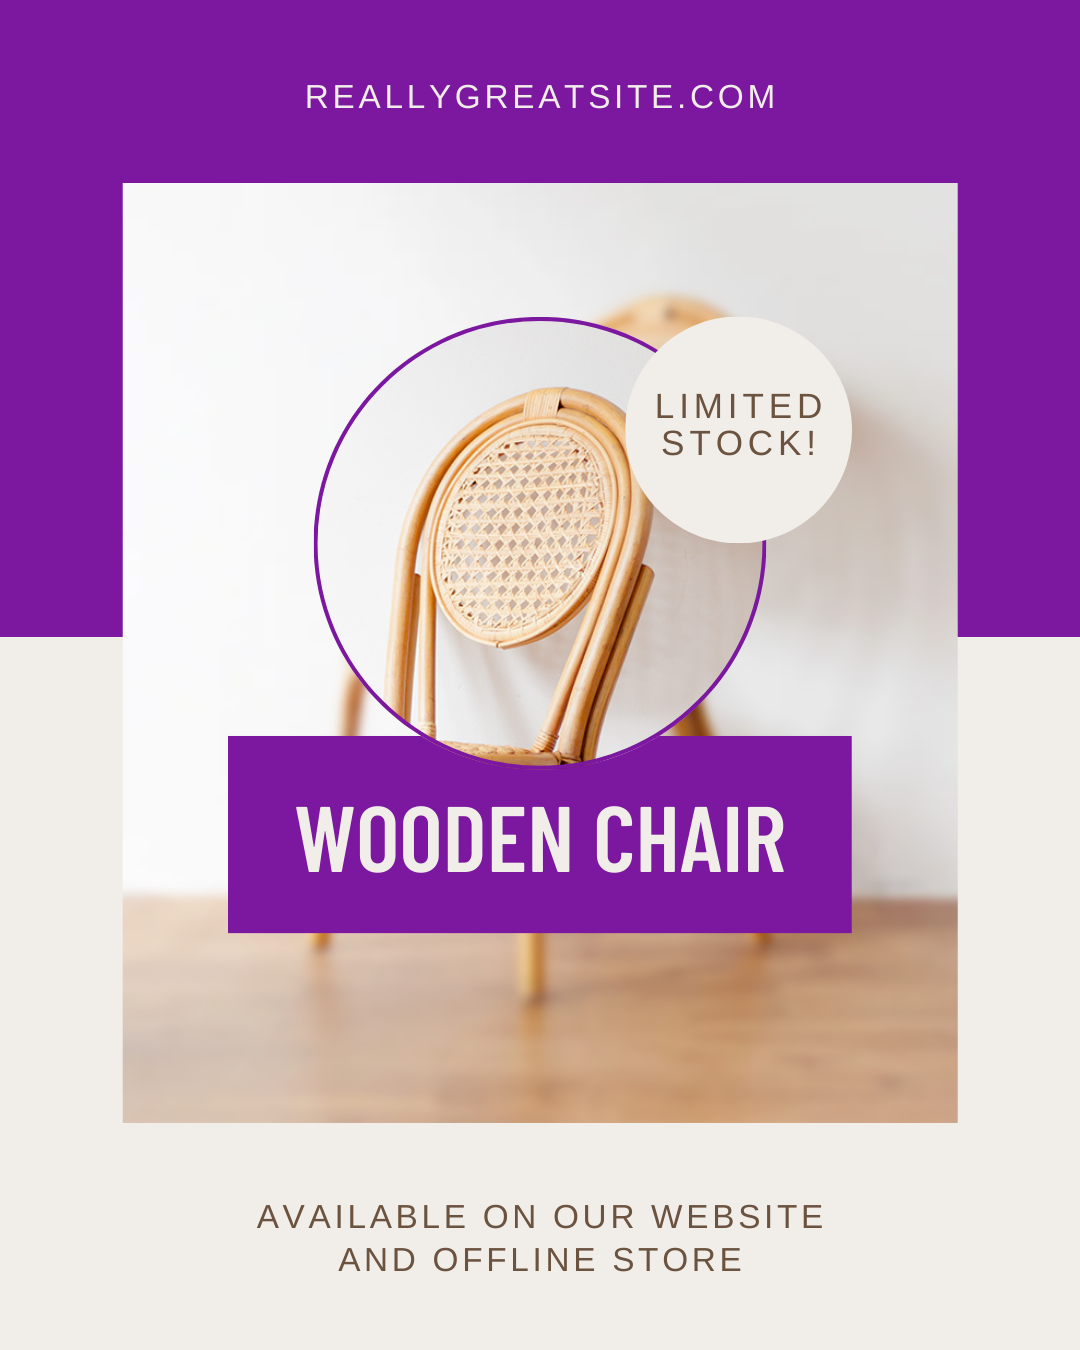 REALLYGREATSITE.COM
LIMITED
STOCK!
WOODEN CHAIR
AVAILABLE ON OUR WEBSITE
AND OFFLINE STORE